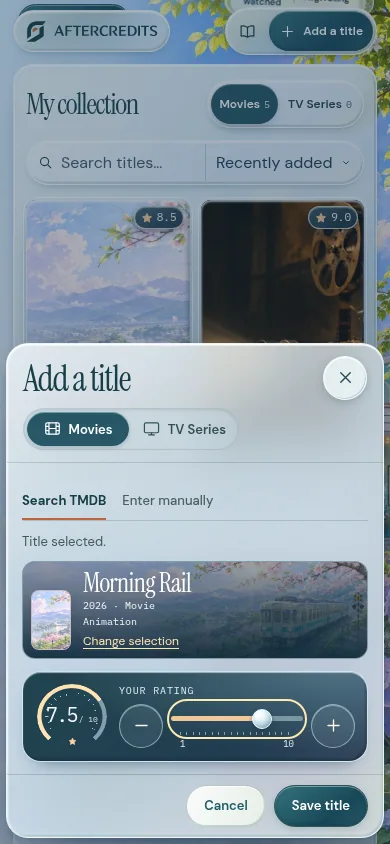 Watched
AFTERCREDITS
Add a title
My collection
Movies 5
TV Series 0
Search titles...
Recently added
8.5
9.0
Add a title
Movies
TV Series
Search TMDB
Enter manually
Title selected.
Morning Rail
2026 · Movie
Animation
Change selection
YOUR RATING
7.5 / 10
1
10
Cancel
Save title